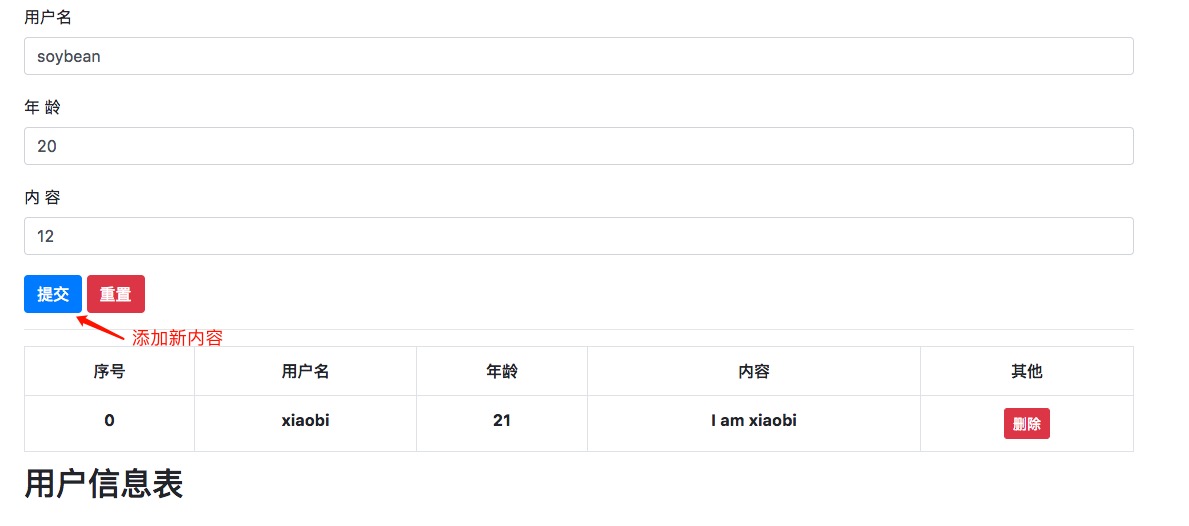 用户名
soybean
年 龄
20
内 容
12
提交 重置
添加新内容
序号 用户名 年龄 内容 其他
0 xiaobi 21 I am xiaobi 删除
用户信息表